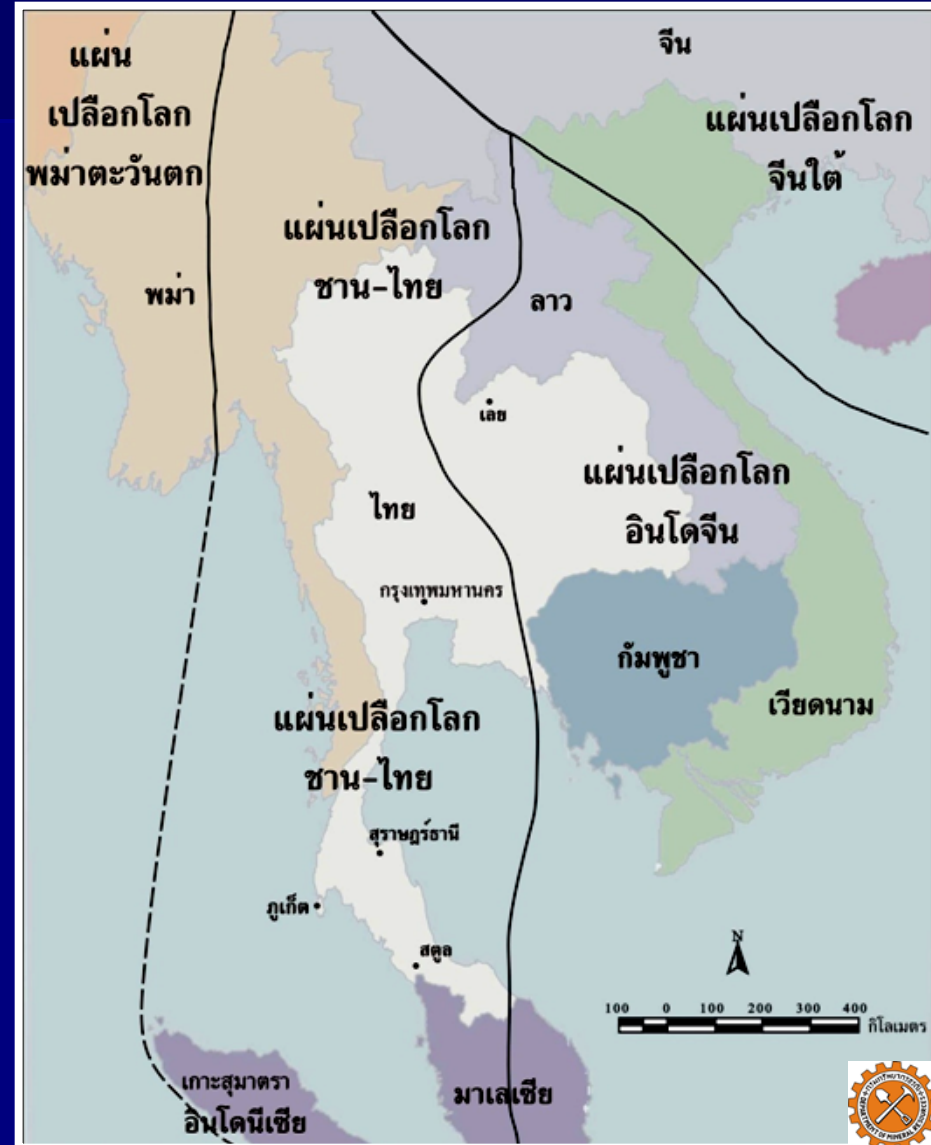 จีน
แผ่น
เปลือกโลก
พม่าตะวันตก
แผ่นเปลือกโลก
จีนใต้
แผ่นเปลือกโลก
ชาน-ไทย
พม่า
ลาว
เลย
แผ่นเปลือกโลก
อินโดจีน
ไทย
กรุงเทพมหานคร
กัมพูชา
เวียดนาม
แผ่นเปลือกโลก
ชาน-ไทย
สุราษฎร์ธานี
ภูเก็ต
สตูล
N
100 0 100 200 300 400
กิโลเมตร
เกาะสุมาตรา
อินโดนีเซีย
มาเลเซีย
DEPARTMENT OF MINERAL RESOURCES